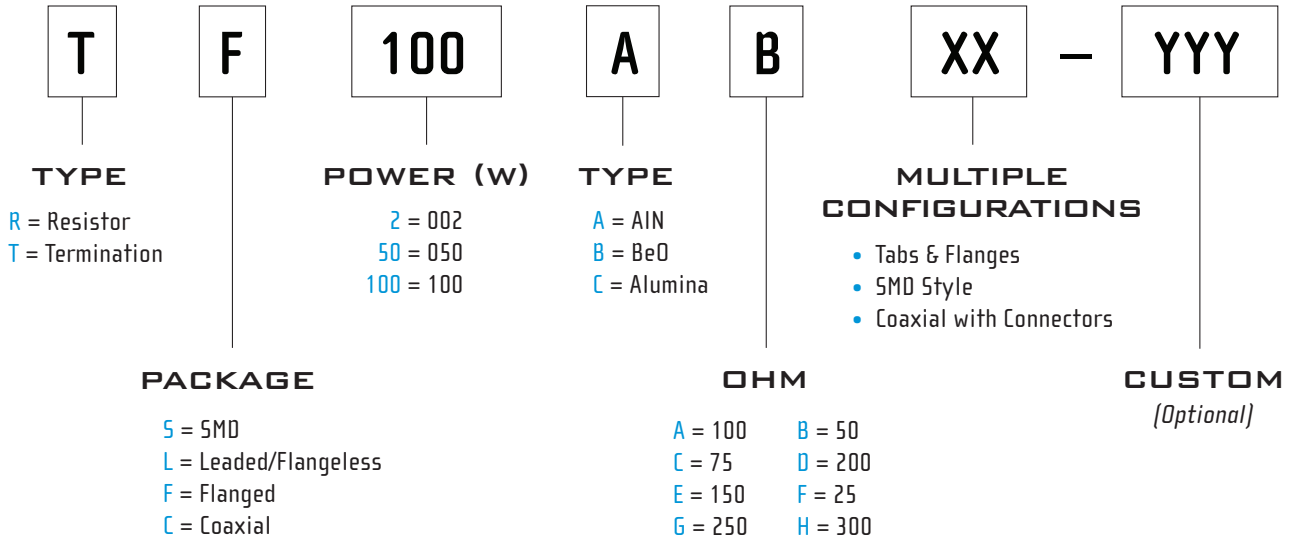 T F 100 A B XX – YYY
TYPE
R = Resistor
T = Termination
POWER (W)
2 = 002
50 = 050
100 = 100
TYPE
A = AIN
B = BeO
C = Alumina
MULTIPLE
CONFIGURATIONS
• Tabs & Flanges
• SMD Style
• Coaxial with Connectors
PACKAGE
S = SMD
L = Leaded/Flangeless
F = Flanged
C = Coaxial
OHM
A = 100 B = 50
C = 75 D = 200
E = 150 F = 25
G = 250 H = 300
CUSTOM
(Optional)